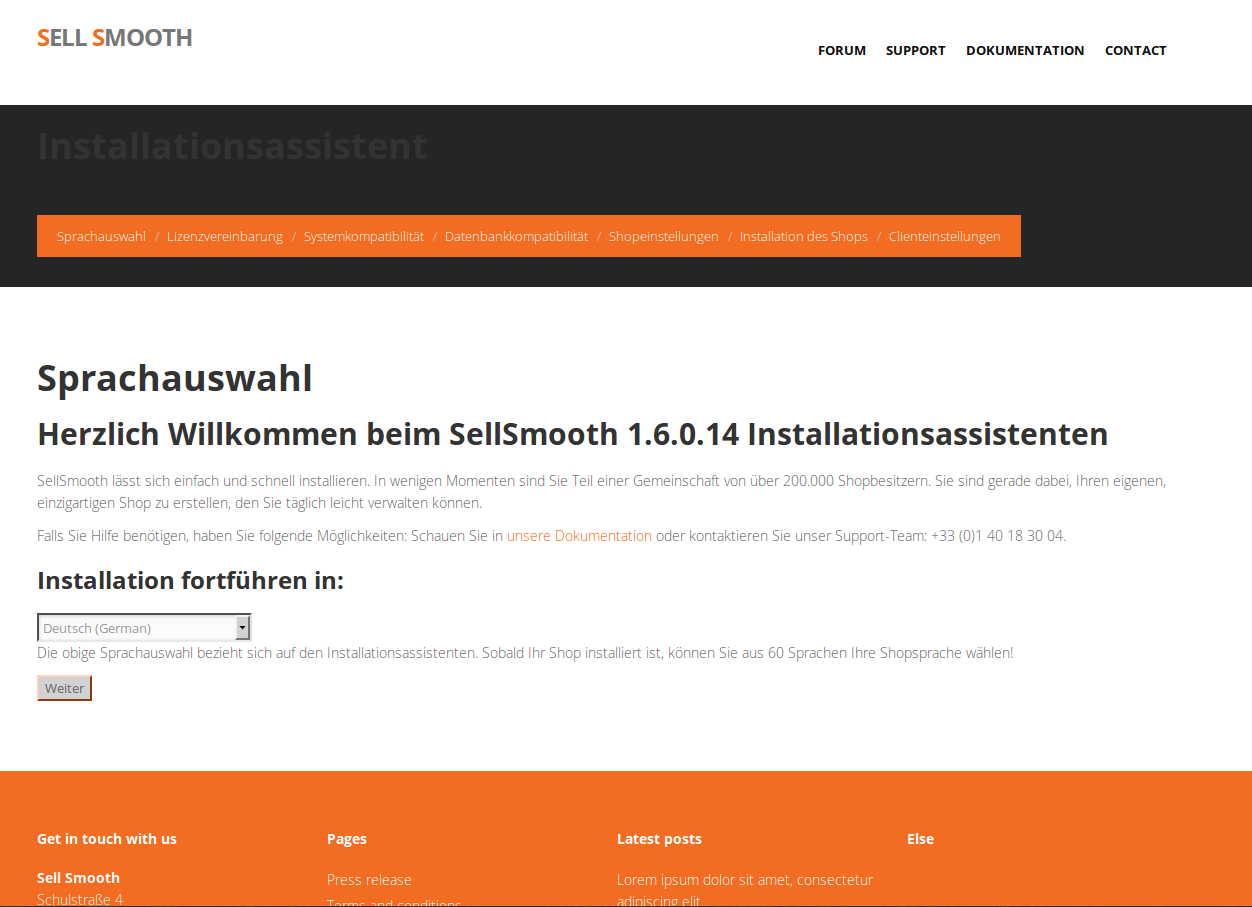 SELL SMOOTH
FORUM SUPPORT DOKUMENTATION CONTACT
Installationsassistent
Sprachauswahl / Lizenzvereinbarung / Systemkompatibilität / Datenbankkompatibilität / Shopeinstellungen / Installation des Shops / Clienteinstellungen
Sprachauswahl
Herzlich Willkommen beim SellSmooth 1.6.0.14 Installationsassistenten
SellSmooth lässt sich einfach und schnell installieren. In wenigen Momenten sind Sie Teil einer Gemeinschaft von über 200.000 Shopbesitzern. Sie sind gerade dabei, Ihren eigenen,
einzigartigen Shop zu erstellen, den Sie täglich leicht verwalten können.
Falls Sie Hilfe benötigen, haben Sie folgende Möglichkeiten: Schauen Sie in unsere Dokumentation oder kontaktieren Sie unser Support-Team: +33 (0)1 40 18 30 04.
Installation fortführen in:
Deutsch (German)
Die obige Sprachauswahl bezieht sich auf den Installationsassistenten. Sobald Ihr Shop installiert ist, können Sie aus 60 Sprachen Ihre Shopsprache wählen!
Weiter
Get in touch with us Pages Latest posts Else
Sell Smooth
Schulstraße 4
Press release
Terms and conditions
Lorem ipsum dolor sit amet, consectetur
adipiscing elit